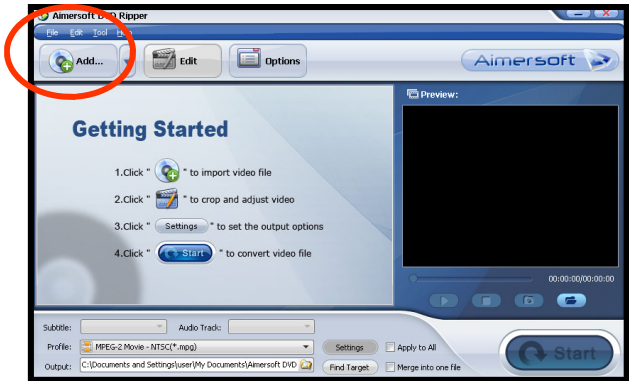 Aimersoft DVD Ripper
File Edit Tool Help
Add... Edit Options
Aimersoft
Preview:
Getting Started
1.Click " " to import video file
2.Click " " to crop and adjust video
3.Click " Settings " to set the output options
4.Click " Start " to convert video file
00:00:00/00:00:00
Subtitle: Audio Track:
Profile: MPEG-2 Movie - NTSC(*.mpg) Settings Apply to All
Start
Output: C:\Documents and Settings\user\My Documents\Aimersoft DVD Find Target Merge into one file